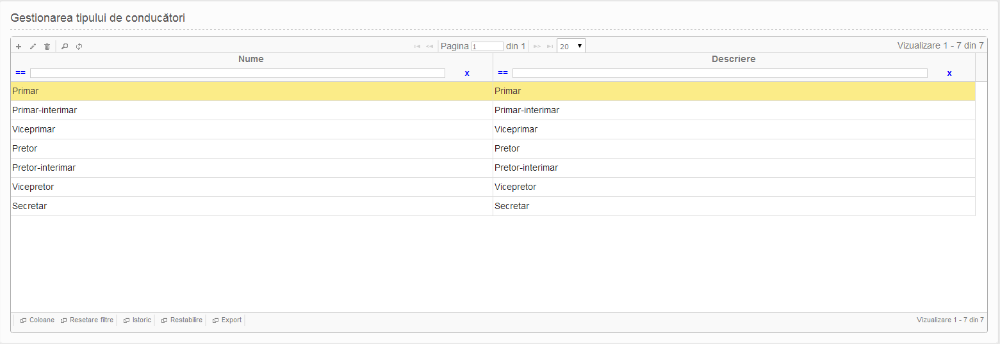 Gestionarea tipului de conducători
Pagina 1 din 1 20 Vizualizare 1 - 7 din 7
Nume Descriere
== x == x
Primar Primar
Primar-interimar Primar-interimar
Viceprimar Viceprimar
Pretor Pretor
Pretor-interimar Pretor-interimar
Vicepretor Vicepretor
Secretar Secretar
Coloane Resetare filtre Istoric Restabilire Export Vizualizare 1 - 7 din 7